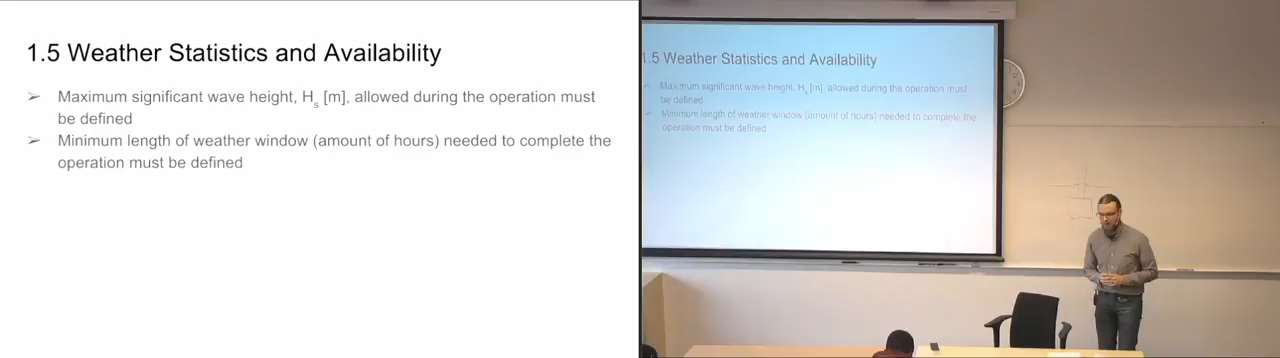 1.5 Weather Statistics and Availability
➢ Maximum significant wave height, Hs [m], allowed during the operation must
be defined
➢ Minimum length of weather window (amount of hours) needed to complete the
operation must be defined
1.5 Weather Statistics and Availability
Maximum significant wave height, Hs [m], allowed during the operation must
be defined
Minimum length of weather window (amount of hours) needed to complete the
operation must be defined